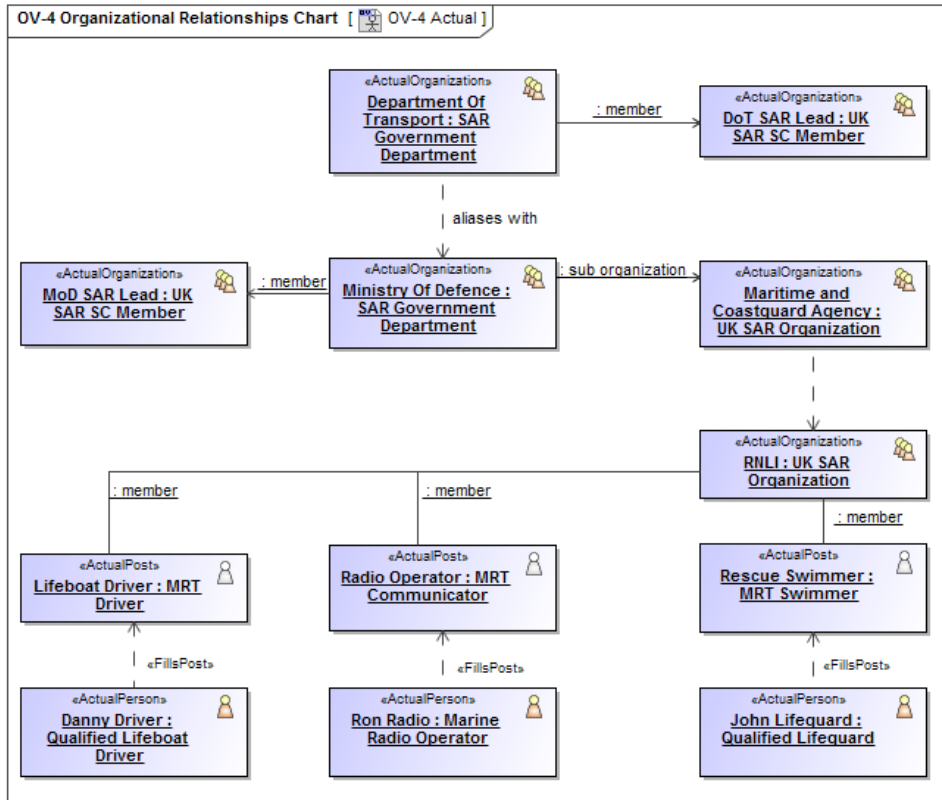 OV-4 Organizational Relationships Chart [ OV-4 Actual ]
«ActualOrganization»
Department Of
Transport : SAR
Government
Department
: member
«ActualOrganization»
DoT SAR Lead : UK
SAR SC Member
aliases with
«ActualOrganization»
MoD SAR Lead : UK
SAR SC Member
: member
«ActualOrganization»
Ministry Of Defence :
SAR Government
Department
: sub organization
«ActualOrganization»
Maritime and
Coastguard Agency :
UK SAR Organization
«ActualOrganization»
RNLI : UK SAR
Organization
: member
: member
: member
«ActualPost»
Lifeboat Driver : MRT
Driver
«ActualPost»
Radio Operator : MRT
Communicator
«ActualPost»
Rescue Swimmer :
MRT Swimmer
«FillsPost»
«FillsPost»
«FillsPost»
«ActualPerson»
Danny Driver :
Qualified Lifeboat
Driver
«ActualPerson»
Ron Radio : Marine
Radio Operator
«ActualPerson»
John Lifeguard :
Qualified Lifeguard